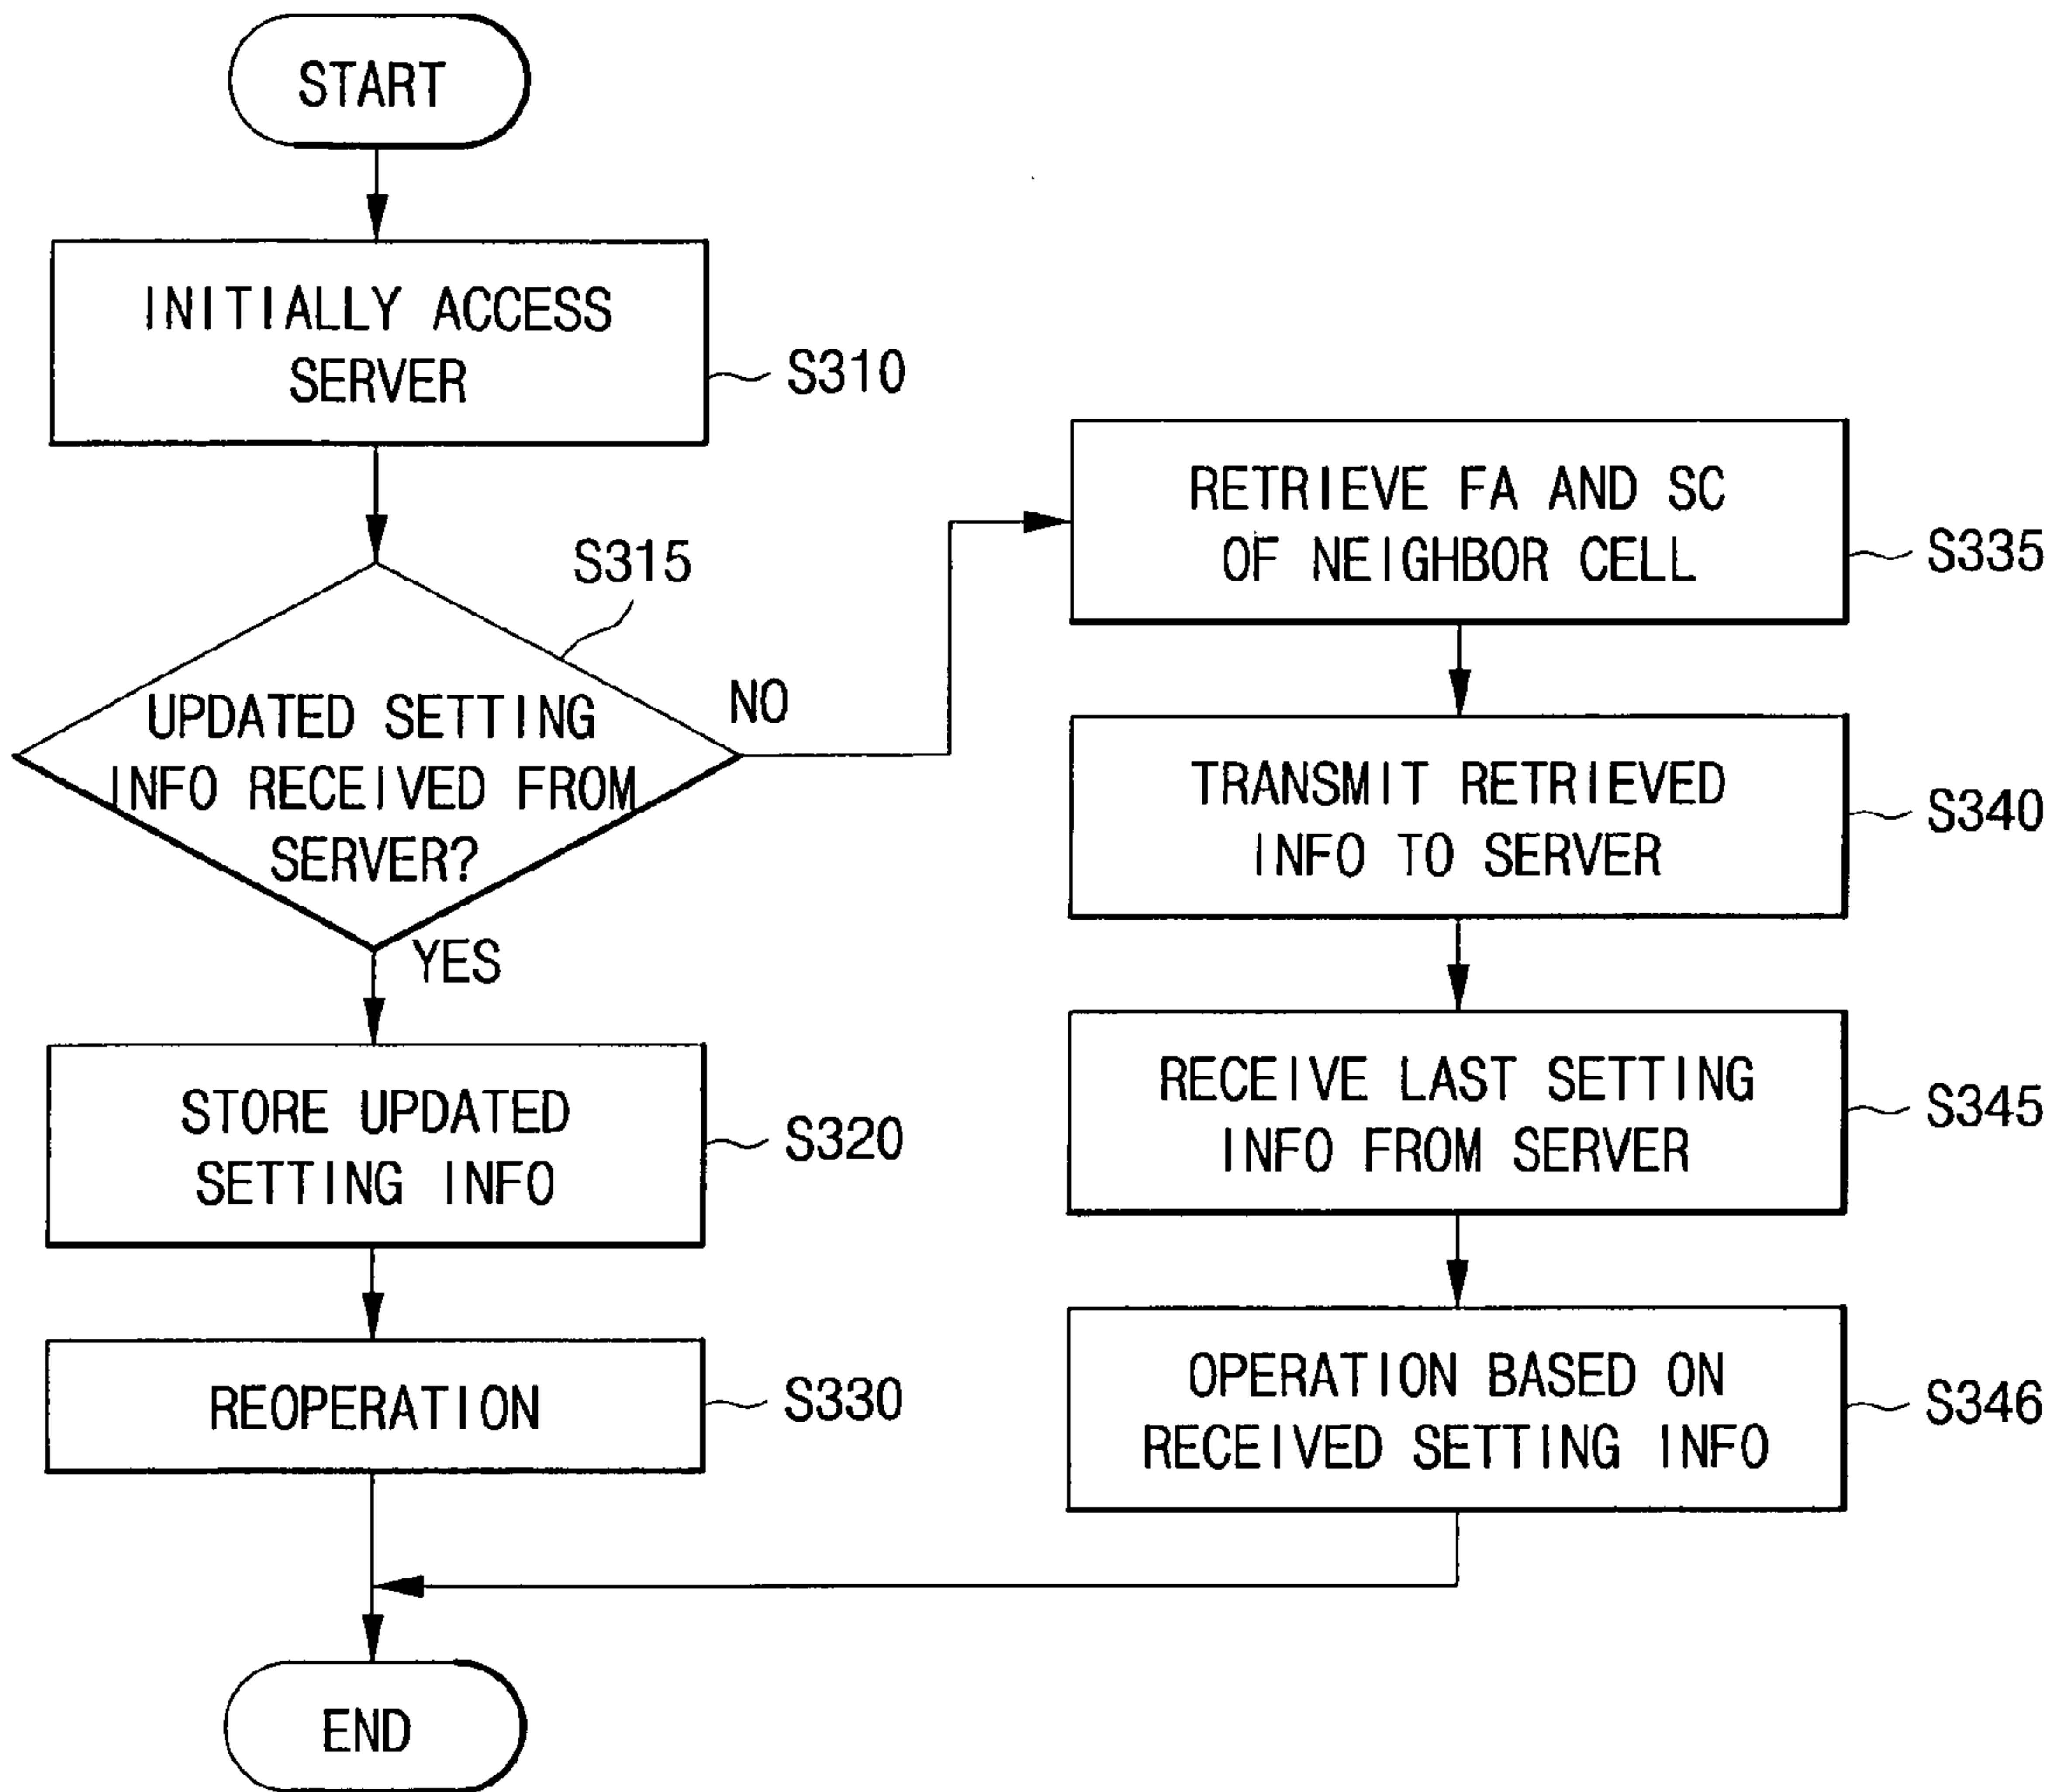 START
INITIALLY ACCESS
SERVER
S310
S315
UPDATED SETTING
INFO RECEIVED FROM
SERVER?
NO
YES
STORE UPDATED
SETTING INFO
S320
REOPERATION
S330
RETRIEVE FA AND SC
OF NEIGHBOR CELL
S335
TRANSMIT RETRIEVED
INFO TO SERVER
S340
RECEIVE LAST SETTING
INFO FROM SERVER
S345
OPERATION BASED ON
RECEIVED SETTING INFO
S346
END